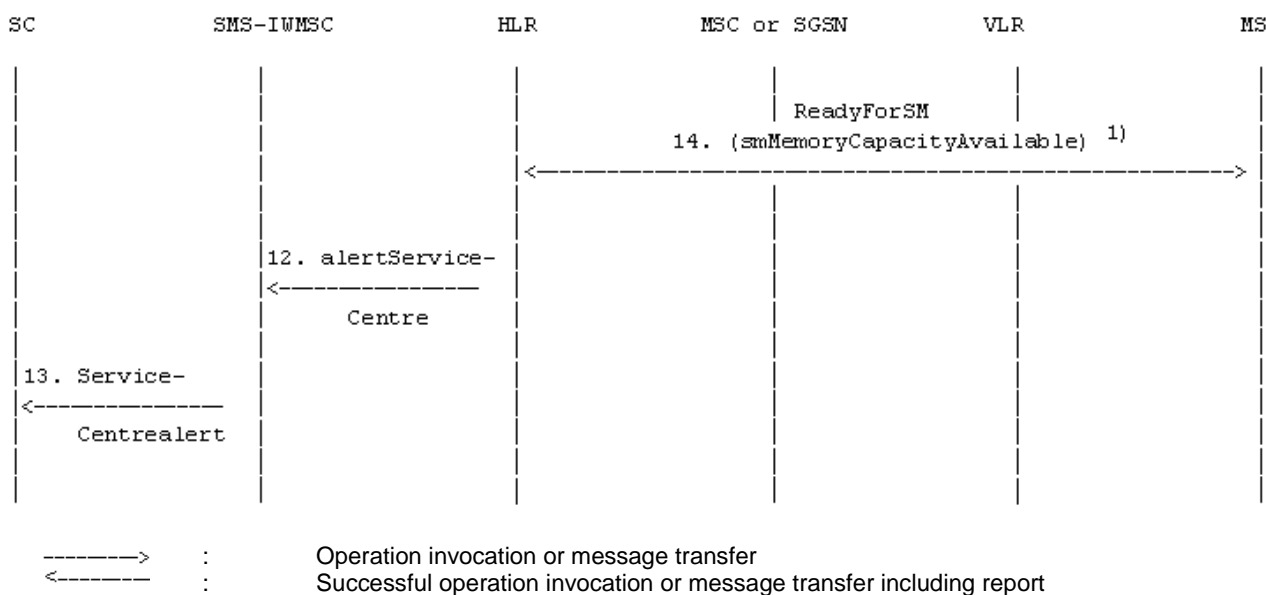 SC SMS-IWMSC HLR MSC or SGSN VLR MS
ReadyForSM
14. (smMemoryCapacityAvailable) 1)
12. alertService-
Centre
13. Service-
Centrealert
: Operation invocation or message transfer
: Successful operation invocation or message transfer including report